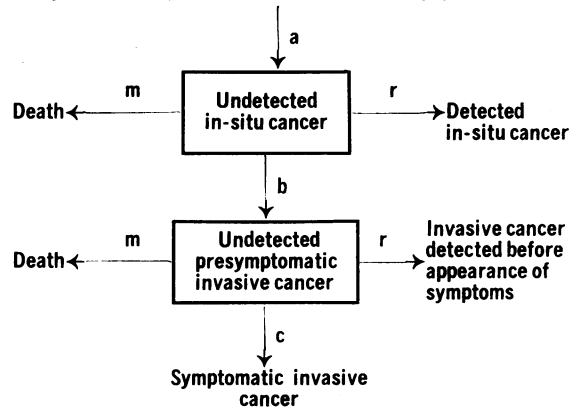 a
m
r
Death
Undetected
in-situ cancer
Detected
in-situ cancer
b
m
r
Death
Undetected
presymptomatic
invasive cancer
Invasive cancer
detected before
appearance of
symptoms
c
Symptomatic invasive
cancer